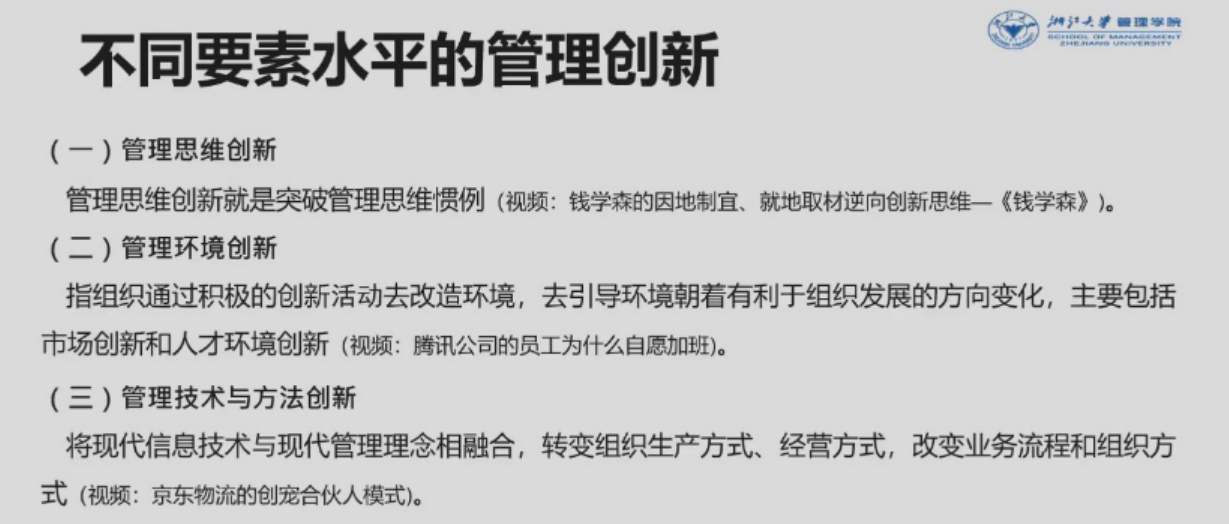 不同要素水平的管理创新
浙江大学 管理学院
SCHOOL OF MANAGEMENT
ZHEJIANG UNIVERSITY
（一）管理思维创新
管理思维创新就是突破管理思维惯例（视频：钱学森的因地制宜、就地取材逆向创新思维—《钱学森》）。
（二）管理环境创新
指组织通过积极的创新活动去改造环境，去引导环境朝着有利于组织发展的方向变化，主要包括
市场创新和人才环境创新（视频：腾讯公司的员工为什么自愿加班）。
（三）管理技术与方法创新
将现代信息技术与现代管理理念相融合，转变组织生产方式、经营方式，改变业务流程和组织方
式（视频：京东物流的创宠合伙人模式）。